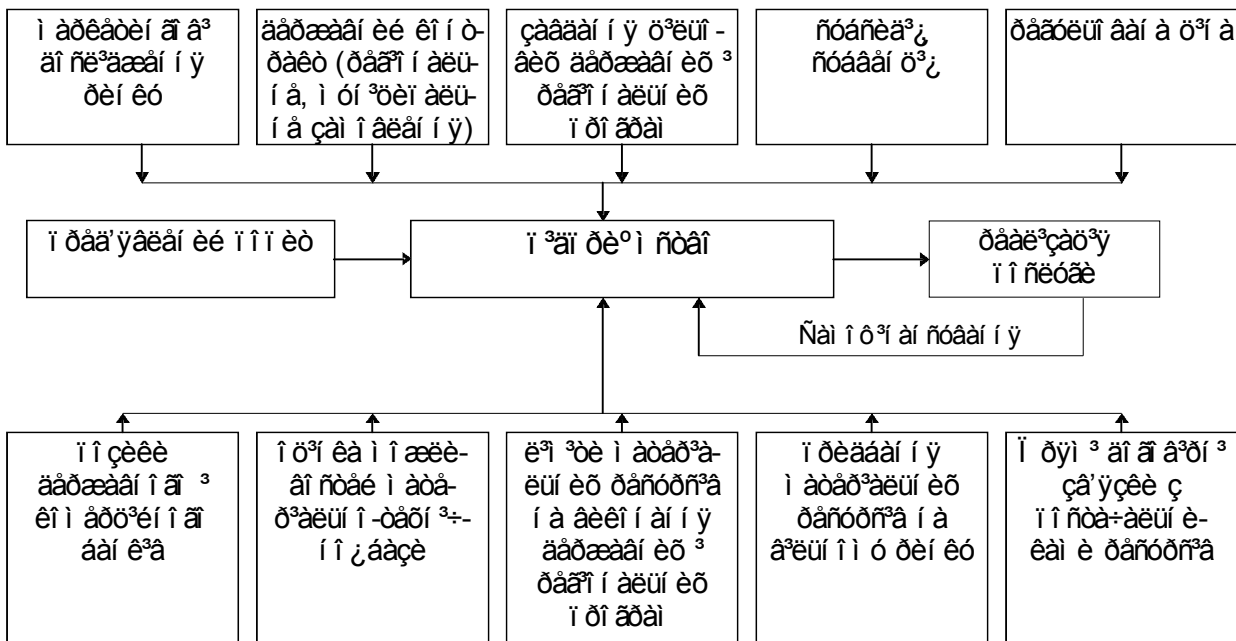 ì àðêåòèí ãî â³
äî ñë³äæåí í ÿ
ðèí êó
äåðæàâí èé êî í ò-
ðàêò (ðåã³î í àëü-
í å, ì óí ³öèï àëü-
í å çàì î âëåí í ÿ)
çàâäàí í ÿ ö³ëüî -
âèõ äåðæàâí èõ ³
ðåã³î í àëüí èõ
ï ðî ãðàì
ñóáñèä³¿,
ñóáâåí ö³¿
ðåãóëüî âàí à ö³í à
ï ðåä’ÿâëåí èé ï î ï èò
ï ³äï ðèº ì ñòâî
ðåàë³çàö³ÿ
ï î ñëóãè
Ñàì î ô³í àí ñóâàí í ÿ
ï î çèêè
äåðæàâí î ãî ³
êî ì åðö³éí î ãî
áàí ê³â
î ö³í êà ì î æëè-
âî ñòåé ì àòå-
ð³àëüí î -òåõí ³÷-
í î ¿ áàçè
ë³ì ³òè ì àòåð³à-
ëüí èõ ðåñóðñ³â
í à âèêî í àí í ÿ
äåðæàâí èõ ³
ðåã³î í àëüí èõ
ï ðî ãðàì
ï ðèäáàí í ÿ
ì àòåð³àëüí èõ
ðåñóðñ³â í à
â³ëüí î ì ó ðèí êó
Ï ðÿì ³ äî ãî â³ðí ³
çâ’ÿçêè ç
ï î ñòà÷àëüí è-
êàì è ðåñóðñ³â